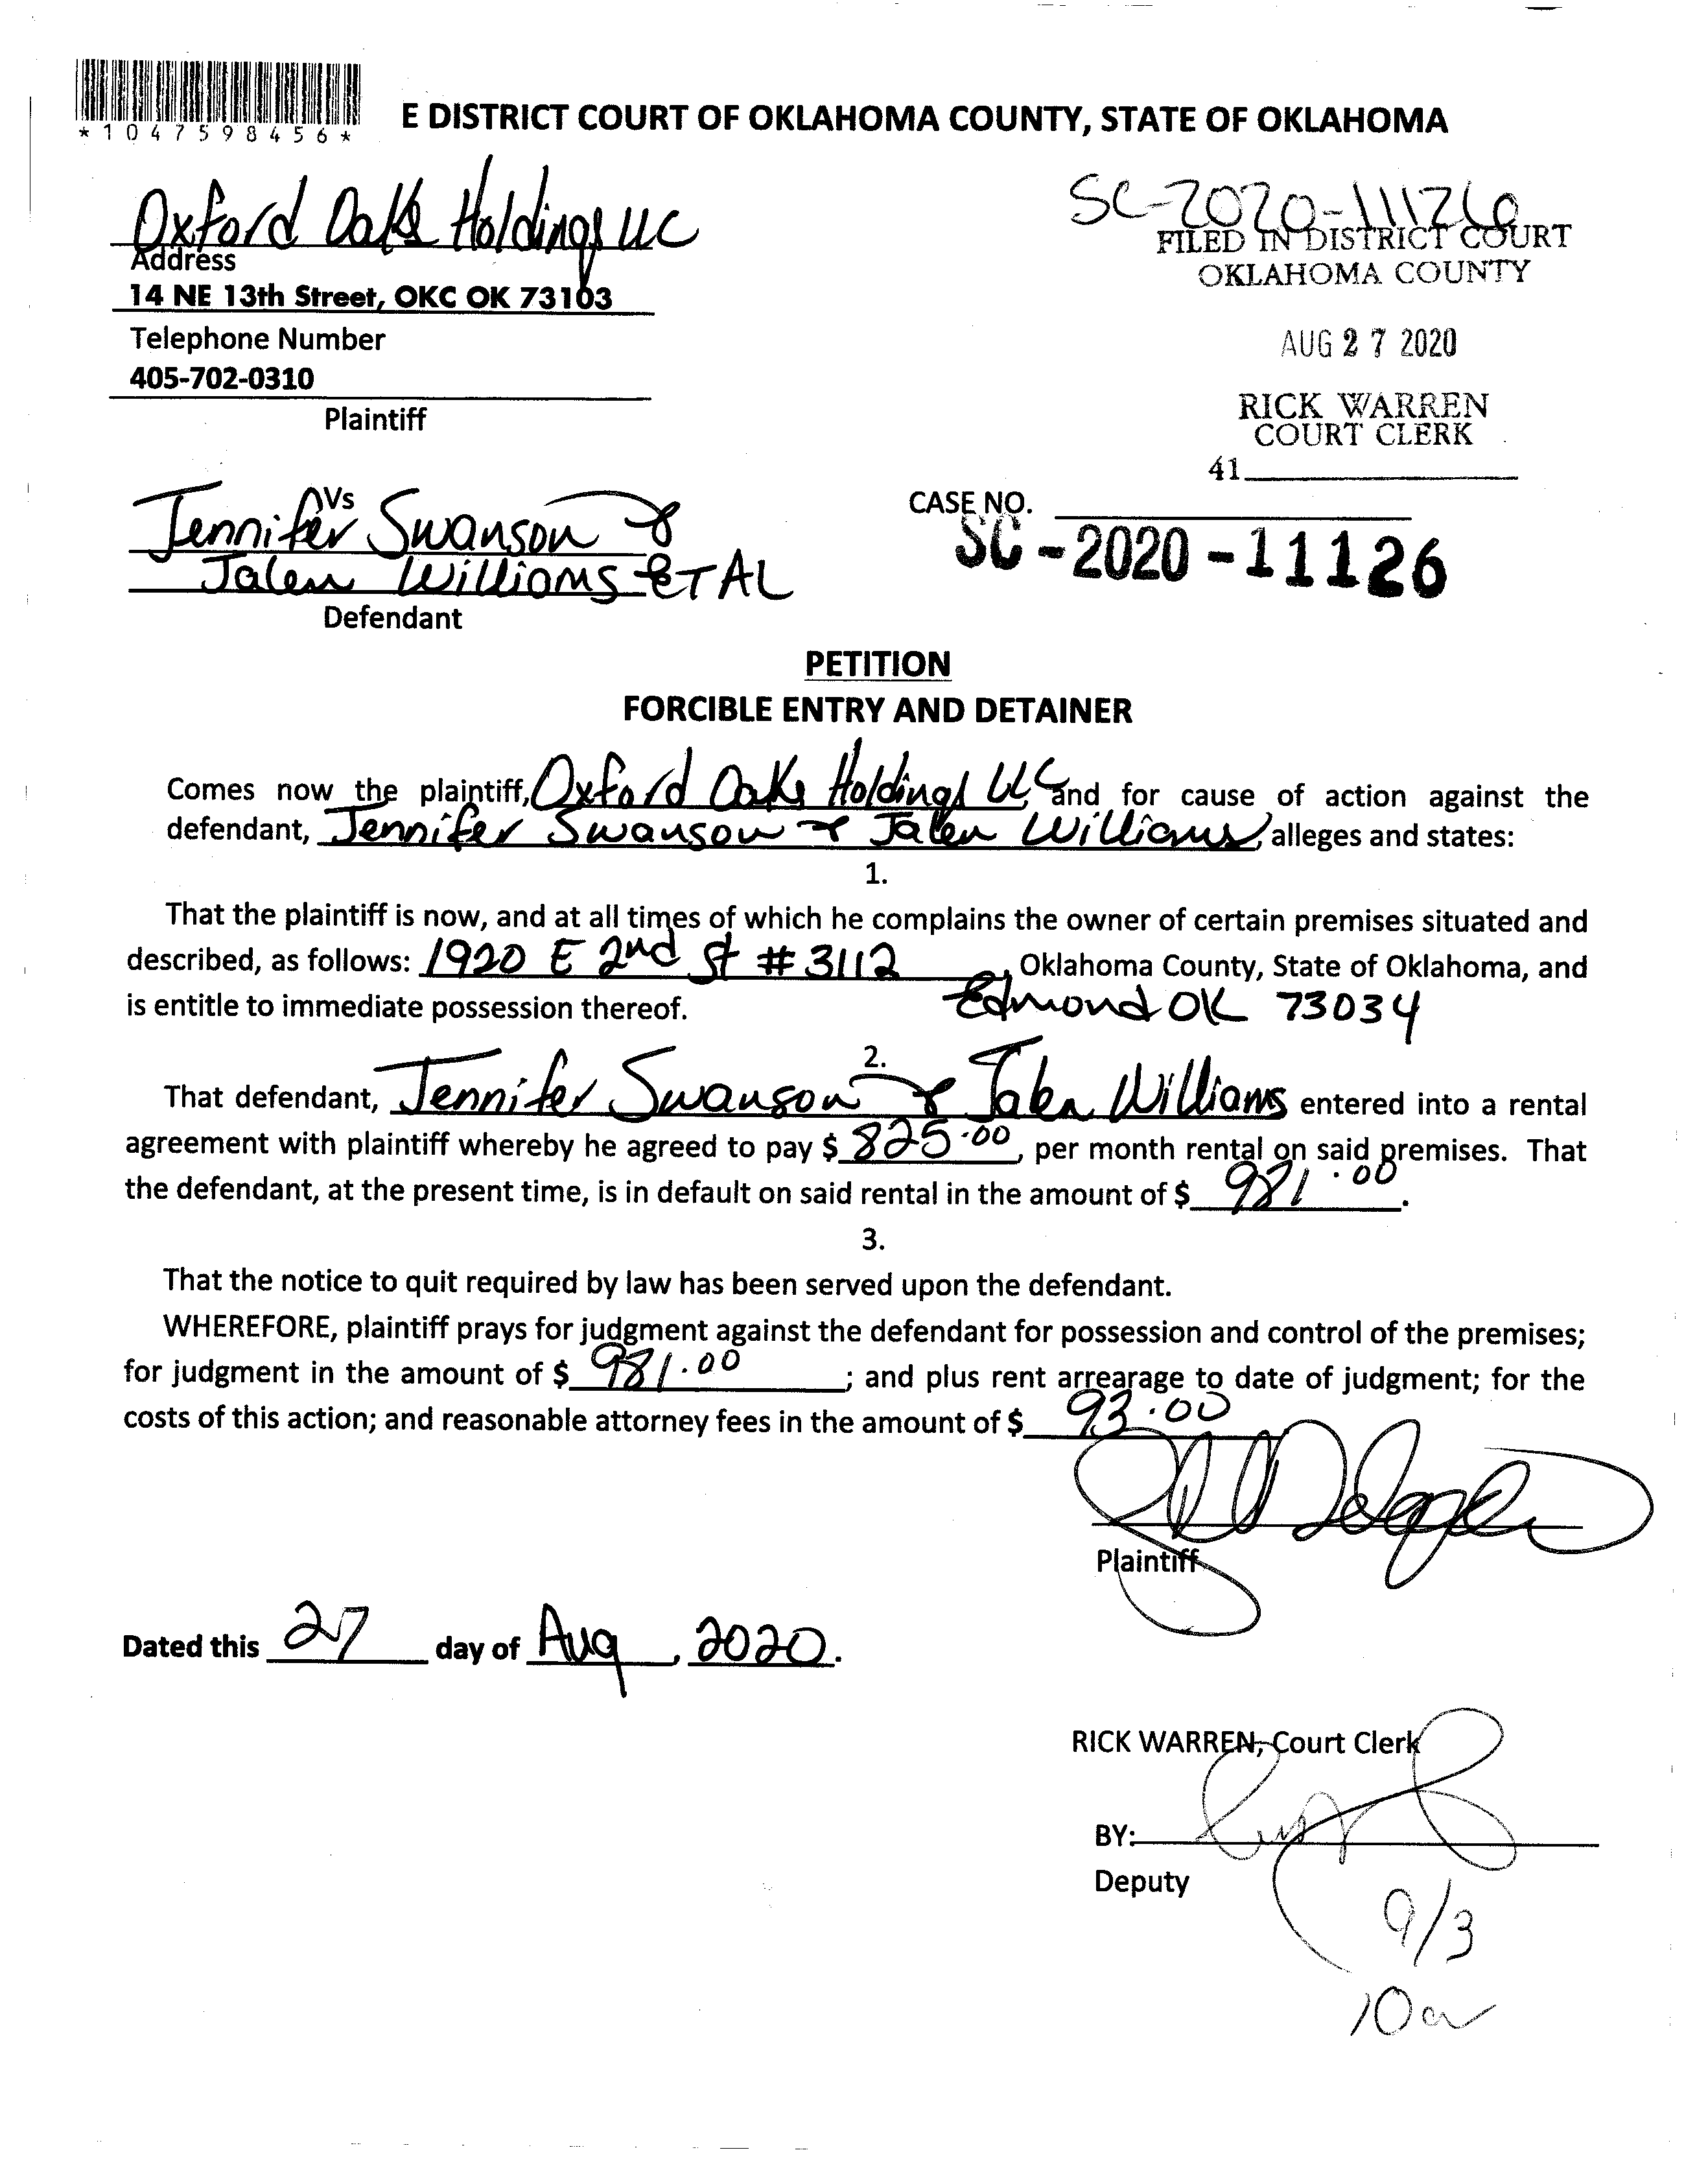 *1047598456*
E DISTRICT COURT OF OKLAHOMA COUNTY, STATE OF OKLAHOMA
Oxford Oaks Holdings LLC
Address
14 NE 13th Street, OKC OK 73103
Telephone Number
405-702-0310
Plaintiff
SC-2020-11126
FILED IN DISTRICT COURT
OKLAHOMA COUNTY
AUG 27 2020
RICK WARREN
COURT CLERK
41
Vs
Jennifer Swanson &
Jalen Williams ET AL
Defendant
CASE NO.
SC-2020-11126
PETITION
FORCIBLE ENTRY AND DETAINER
Comes now the plaintiff, Oxford Oaks Holdings LLC and for cause of action against the
defendant, Jennifer Swanson & Jalen Williams, alleges and states:
1.
That the plaintiff is now, and at all times of which he complains the owner of certain premises situated and
described, as follows: 1920 E 2nd St # 3112, Oklahoma County, State of Oklahoma, and
is entitle to immediate possession thereof. Edmond OK 73034
2.
That defendant, Jennifer Swanson & Jalen Williams entered into a rental
agreement with plaintiff whereby he agreed to pay $ 825.00, per month rental on said premises. That
the defendant, at the present time, is in default on said rental in the amount of $ 981.00.
3.
That the notice to quit required by law has been served upon the defendant.
WHEREFORE, plaintiff prays for judgment against the defendant for possession and control of the premises;
for judgment in the amount of $ 981.00; and plus rent arrearage to date of judgment; for the
costs of this action; and reasonable attorney fees in the amount of $ 93.00
Plaintiff
Dated this 27 day of Aug, 2020.
RICK WARREN, Court Clerk
BY:
Deputy
9/3
10a